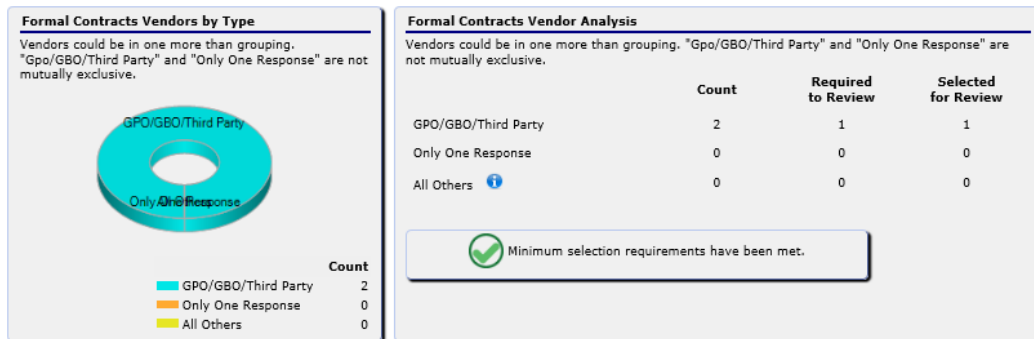 Formal Contracts Vendors by Type
Vendors could be in one more than grouping.
"Gpo/GBO/Third Party" and "Only One Response" are not
mutually exclusive.
GPO/GBO/Third Party
Only One Response
All Others
Count
GPO/GBO/Third Party 2
Only One Response 0
All Others 0
Formal Contracts Vendor Analysis
Vendors could be in one more than grouping. "Gpo/GBO/Third Party" and "Only One Response" are
not mutually exclusive.
Count Required to Review Selected for Review
GPO/GBO/Third Party 2 1 1
Only One Response 0 0 0
All Others 0 0 0
Minimum selection requirements have been met.